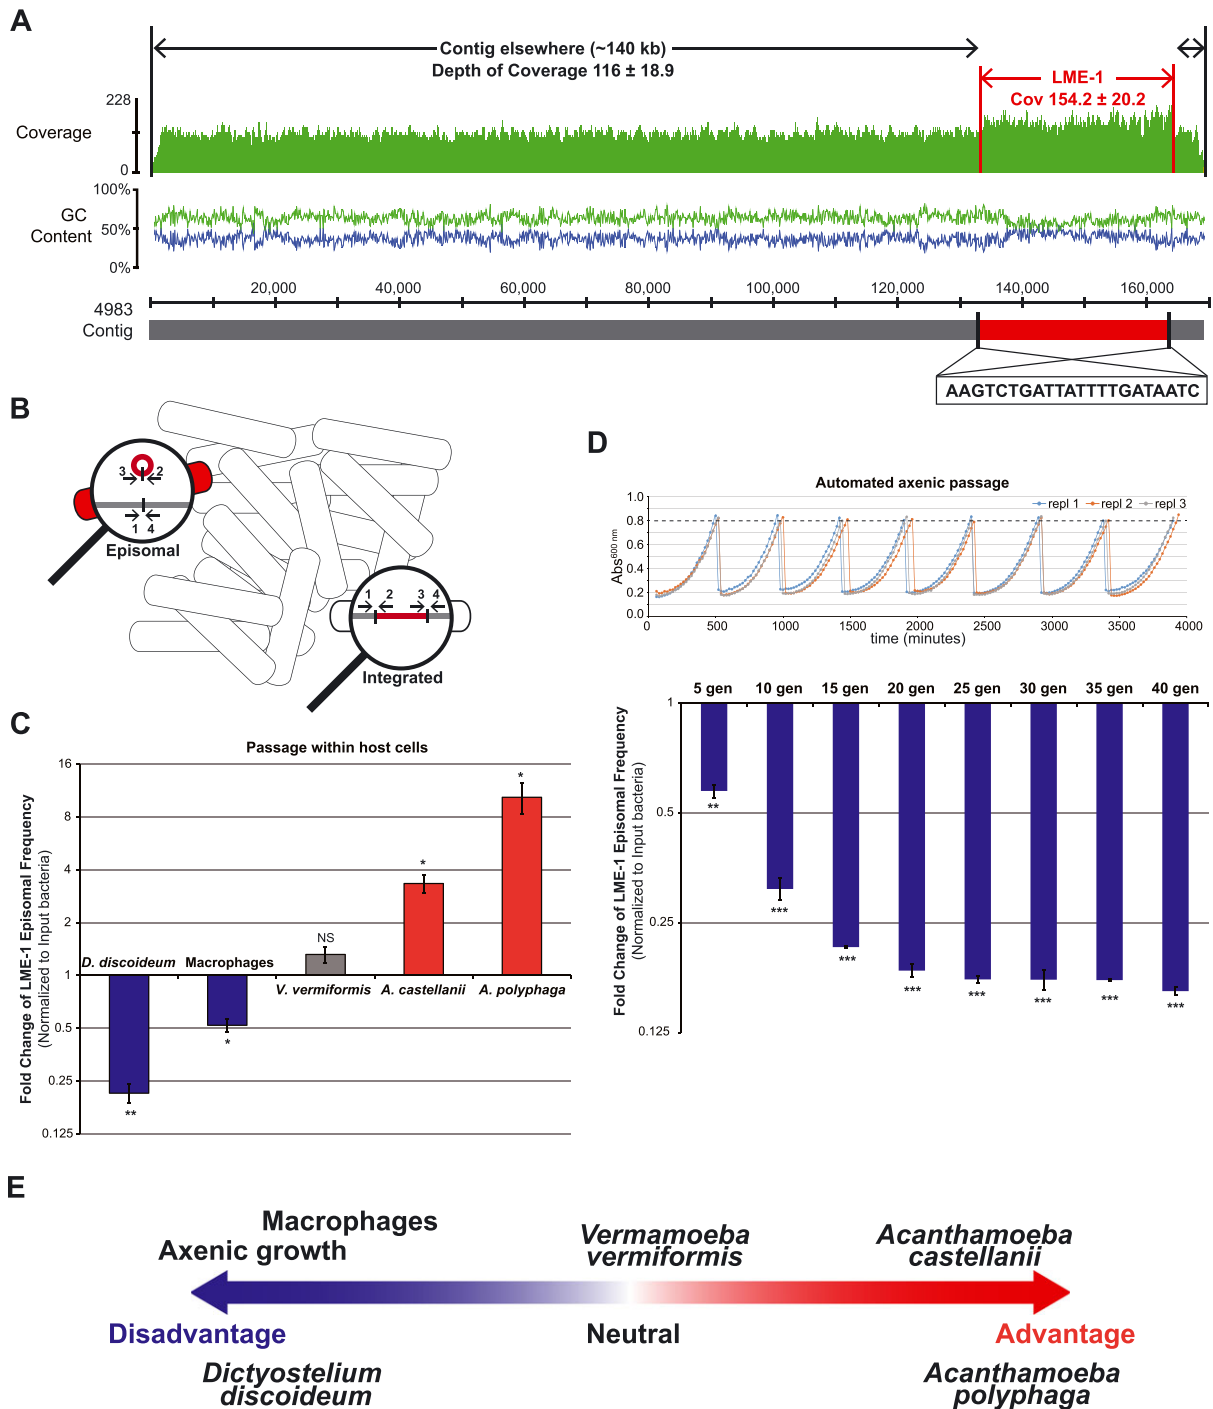 A
Contig elsewhere (~140 kb)
Depth of Coverage 116 ± 18.9
LME-1
Cov 154.2 ± 20.2
228
Coverage
0
100%
GC
Content
50%
0%
20,000 40,000 60,000 80,000 100,000 120,000 140,000 160,000
4983
Contig
AAGTCTGATTATTTTGATAATC
B
3 2
1 4
Episomal
1 2 3 4
Integrated
C
Passage within host cells
Fold Change of LME-1 Episomal Frequency
(Normalized to Input bacteria)
16
8
4
2
1
0.5
0.25
0.125
D. discoideum
**
Macrophages
*
NS
V. vermiformis
*
A. castellanii
*
A. polyphaga
D
Automated axenic passage
repl 1 repl 2 repl 3
Abs600 nm
1.0
0.8
0.6
0.4
0.2
0.0
0 500 1000 1500 2000 2500 3000 3500 4000
time (minutes)
5 gen 10 gen 15 gen 20 gen 25 gen 30 gen 35 gen 40 gen
Fold Change of LME-1 Episomal Frequency
(Normalized to Input bacteria)
1
0.5
0.25
0.125
** *** *** *** *** *** *** ***
E
Macrophages
Axenic growth
Vermamoeba
vermiformis
Acanthamoeba
castellanii
Disadvantage
Neutral
Advantage
Dictyostelium
discoideum
Acanthamoeba
polyphaga